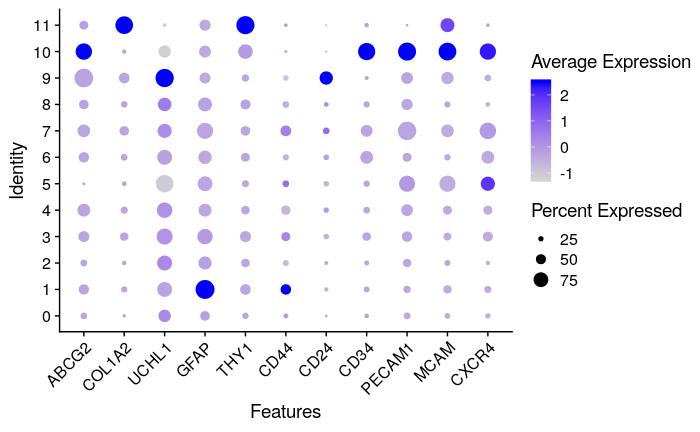 11
10
9
8
7
6
5
4
3
2
1
0
Identity
ABCG2
COL1A2
UCHL1
GFAP
THY1
CD44
CD24
CD34
PECAM1
MCAM
CXCR4
Features
Average Expression
2
1
0
-1
Percent Expressed
25
50
75